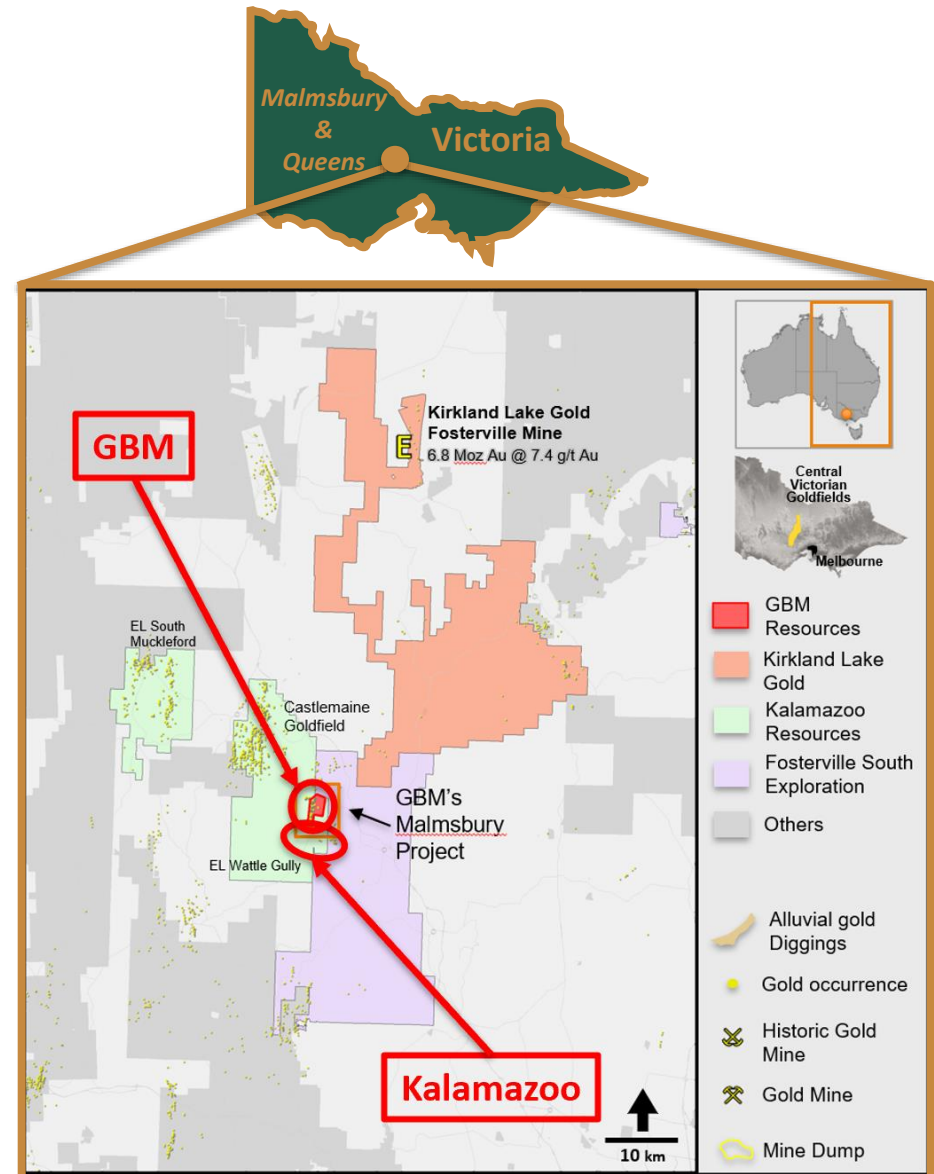 Malmsbury
&
Queens
Victoria
GBM
Kirkland Lake Gold
Fosterville Mine
6.8 Moz Au @ 7.4 g/t Au
E
EL South
Muckleford
Castlemaine
Goldfield
GBM's
Malmsbury
Project
EL Wattle Gully
Kalamazoo
10 km
Central
Victorian
Goldfields
Melbourne
GBM
Resources
Kirkland Lake
Gold
Kalamazoo
Resources
Fosterville South
Exploration
Others
Alluvial gold
Diggings
Gold occurrence
Historic Gold
Mine
Gold Mine
Mine Dump